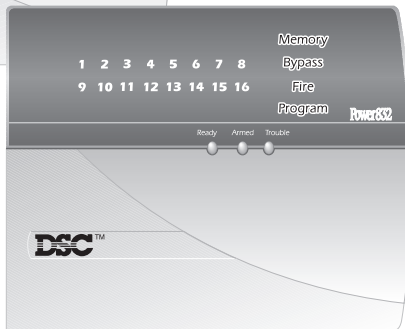 Memory
1 2 3 4 5 6 7 8 Bypass
9 10 11 12 13 14 15 16 Fire
Program
Power832
Ready Armed Trouble
DSC™